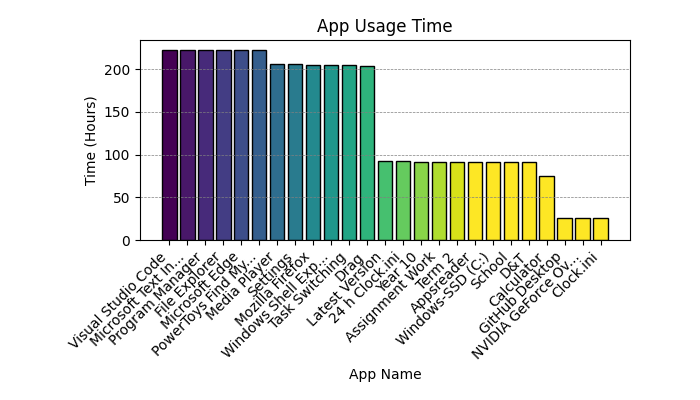 App Usage Time
Time (Hours)
200
150
100
50
0
Visual Studio Code
Microsoft Text In...
Program Manager
File Explorer
Microsoft Edge
PowerToys Find My...
Media Player
Settings
Mozilla Firefox
Windows Shell Exp...
Task Switching
Drag
Latest Version
24 h Clock.ini
Year 10
Assignment Work
Term 2
Appsreader
Windows-SSD (C:)
School
D&T
Calculator
GitHub Desktop
NVIDIA GeForce Ov...
Clock.ini
App Name